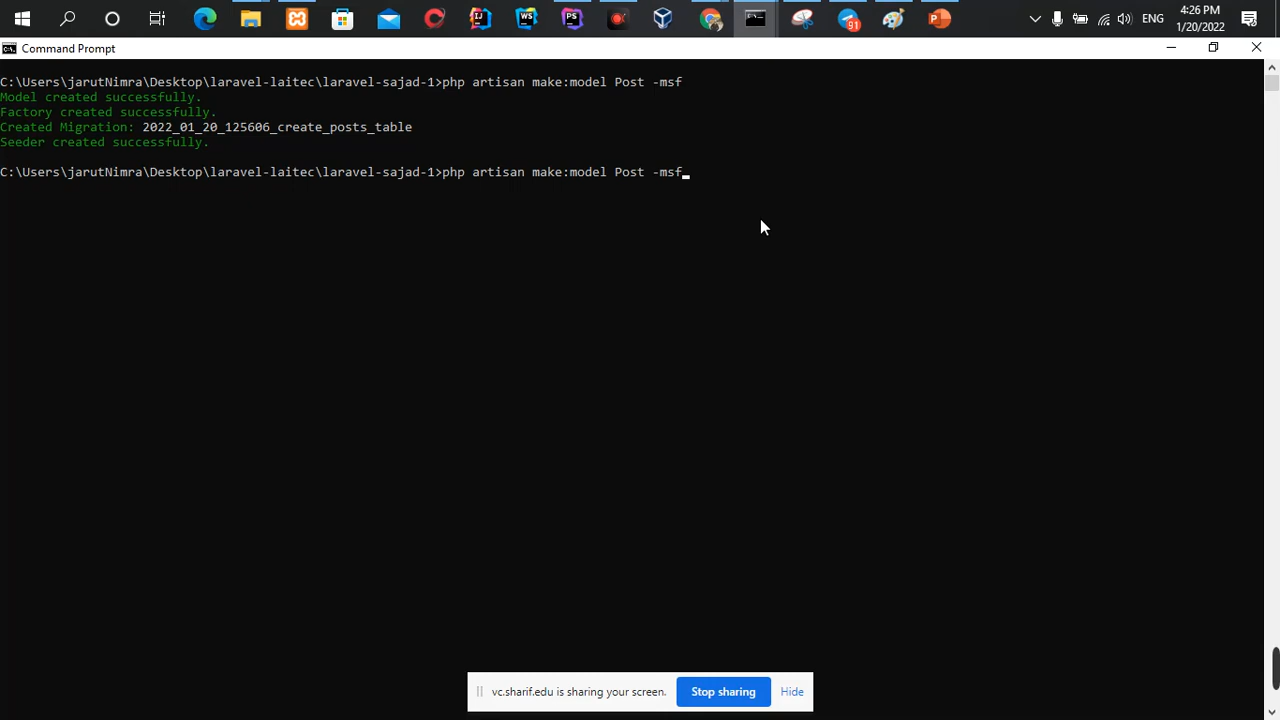 ENG
4:26 PM
1/20/2022
91
Command Prompt
C:\Users\jarutNimra\Desktop\laravel-laitec\laravel-sajad-1>php artisan make:model Post -msf
Model created successfully.
Factory created successfully.
Created Migration: 2022_01_20_125606_create_posts_table
Seeder created successfully.
C:\Users\jarutNimra\Desktop\laravel-laitec\laravel-sajad-1>php artisan make:model Post -msf
vc.sharif.edu is sharing your screen.
Stop sharing
Hide